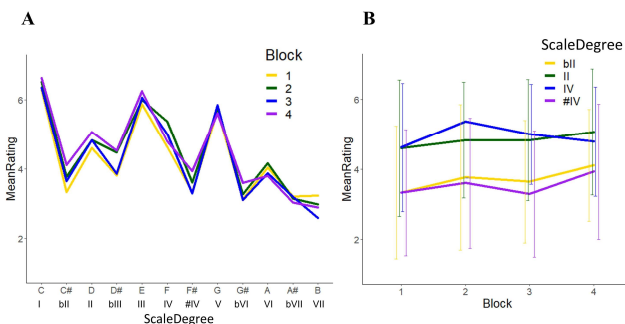 A
Block
1
2
3
4
MeanRating
6
4
2
C C# D D# E F F# G G# A A# B
I bII II bIII III IV #IV V bVI VI bVII VII
ScaleDegree
B
ScaleDegree
bII
II
IV
#IV
MeanRating
6
4
2
1 2 3 4
Block